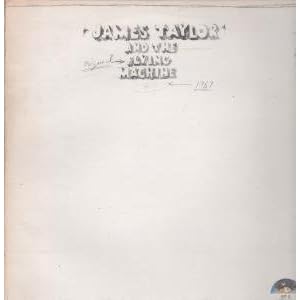 "JAMES TAYLOR"
AND THE
Original FLYING
MACHINE
1967